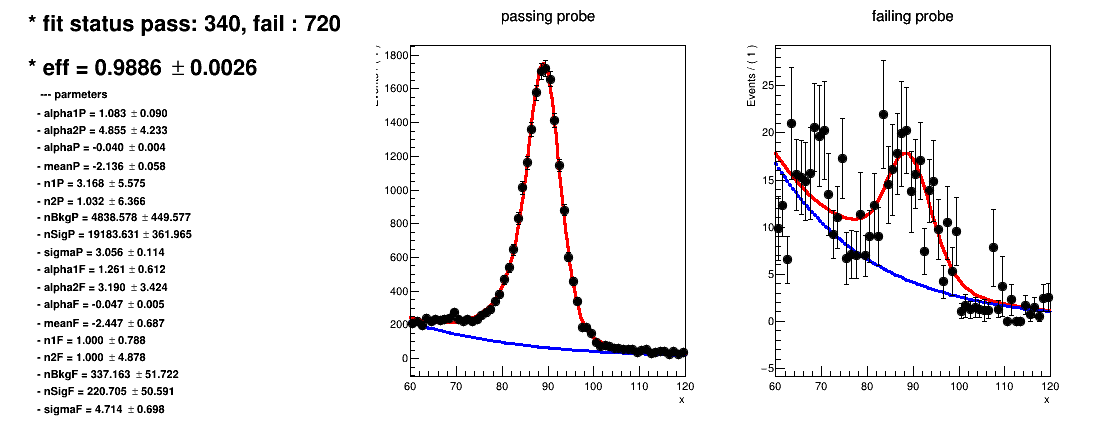 * fit status pass: 340, fail : 720
* eff = 0.9886 ± 0.0026
--- parmeters
- alpha1P = 1.083 ± 0.090
- alpha2P = 4.855 ± 4.233
- alphaP = -0.040 ± 0.004
- meanP = -2.136 ± 0.058
- n1P = 3.168 ± 5.575
- n2P = 1.032 ± 6.366
- nBkgP = 4838.578 ± 449.577
- nSigP = 19183.631 ± 361.965
- sigmaP = 3.056 ± 0.114
- alpha1F = 1.261 ± 0.612
- alpha2F = 3.190 ± 3.424
- alphaF = -0.047 ± 0.005
- meanF = -2.447 ± 0.687
- n1F = 1.000 ± 0.788
- n2F = 1.000 ± 4.878
- nBkgF = 337.163 ± 51.722
- nSigF = 220.705 ± 50.591
- sigmaF = 4.714 ± 0.698
passing probe
1800
1600
1400
1200
1000
800
600
400
200
0
60 70 80 90 100 110 120
x
failing probe
Events / ( 1 )
25
20
15
10
5
0
−5
60 70 80 90 100 110 120
x